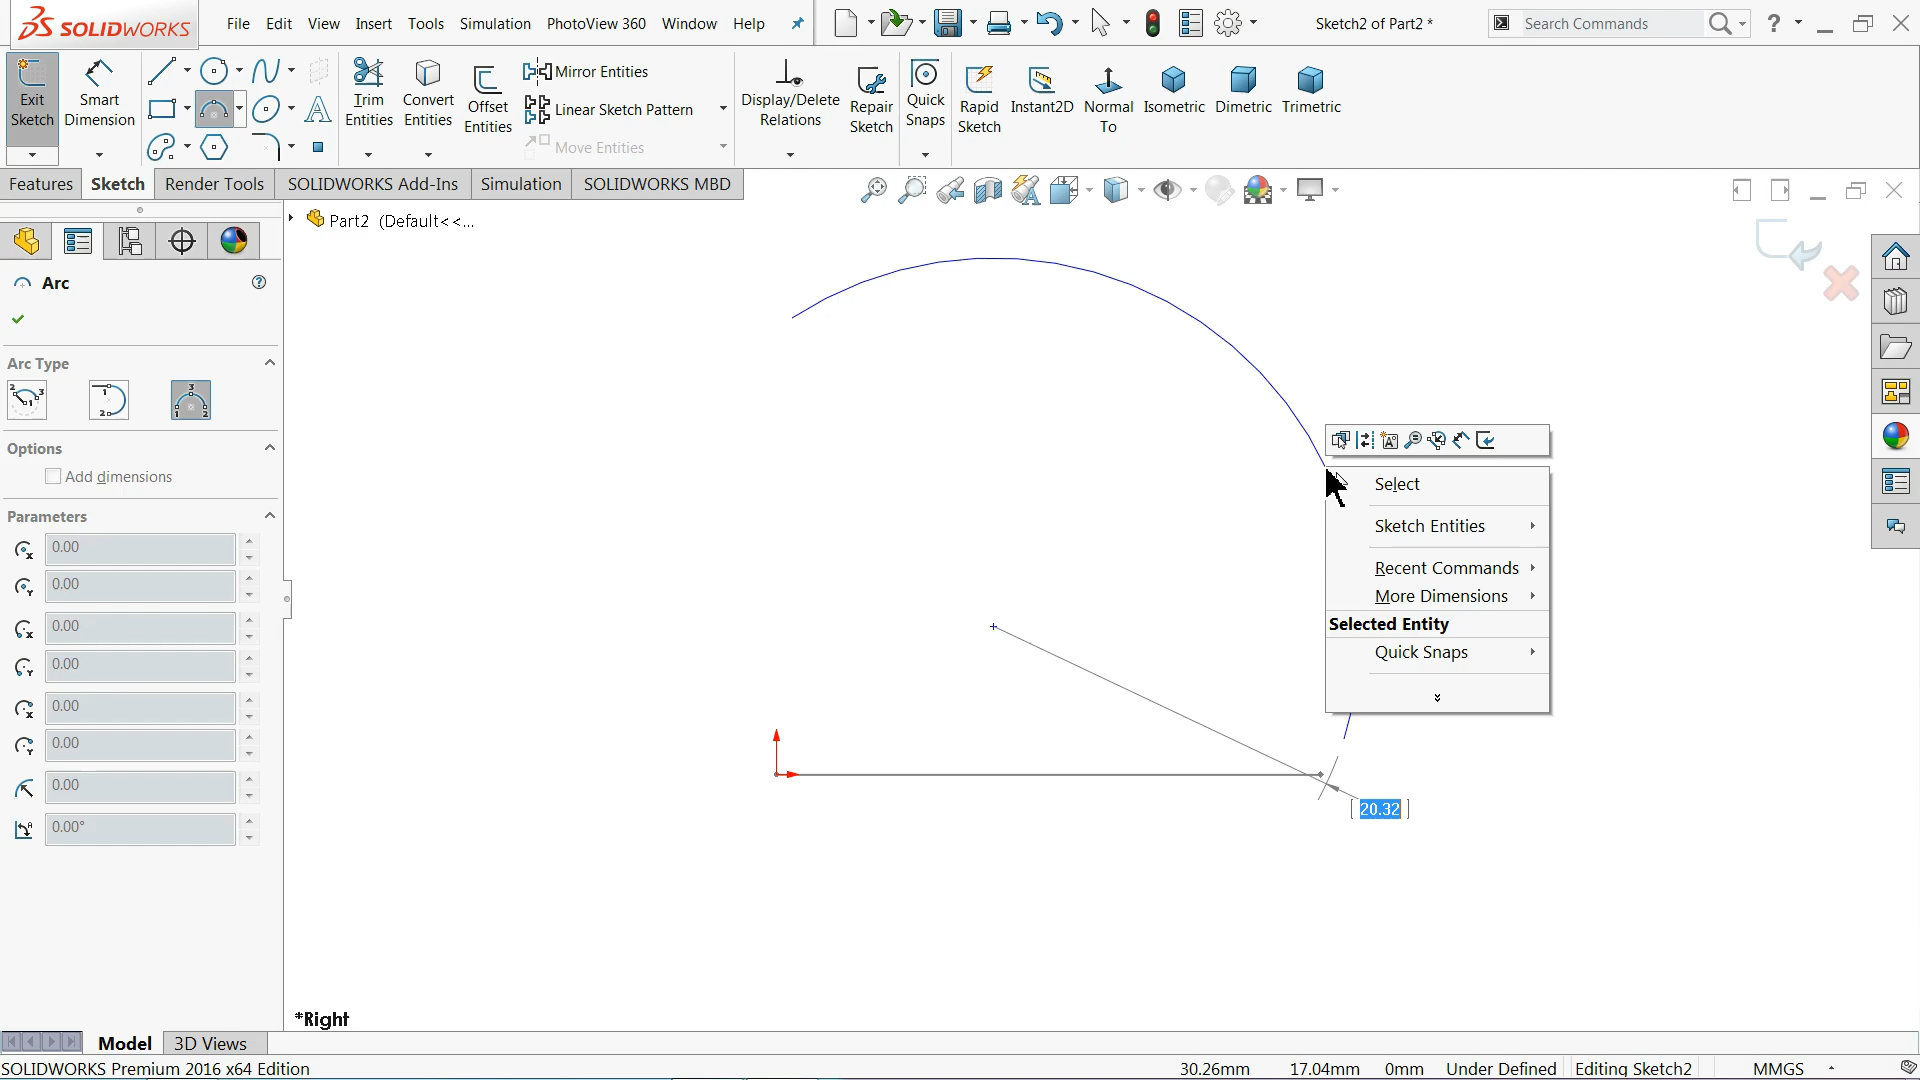 SOLIDWORKS
File Edit View Insert Tools Simulation PhotoView 360 Window Help
Sketch2 of Part2 *
Search Commands
Exit Sketch
Smart Dimension
Trim Entities
Convert Entities
Offset Entities
Mirror Entities
Linear Sketch Pattern
Move Entities
Display/Delete Relations
Repair Sketch
Quick Snaps
Rapid Sketch
Instant2D
Normal To
Isometric
Dimetric
Trimetric
Features Sketch Render Tools SOLIDWORKS Add-Ins Simulation SOLIDWORKS MBD
Part2 (Default<<...
Arc
Arc Type
Options
Add dimensions
Parameters
0.00
0.00
0.00
0.00
0.00
0.00
0.00
0.00°
Select
Sketch Entities
Recent Commands
More Dimensions
Selected Entity
Quick Snaps
20.32
*Right
Model 3D Views
SOLIDWORKS Premium 2016 x64 Edition
30.26mm 17.04mm 0mm Under Defined Editing Sketch2 MMGS